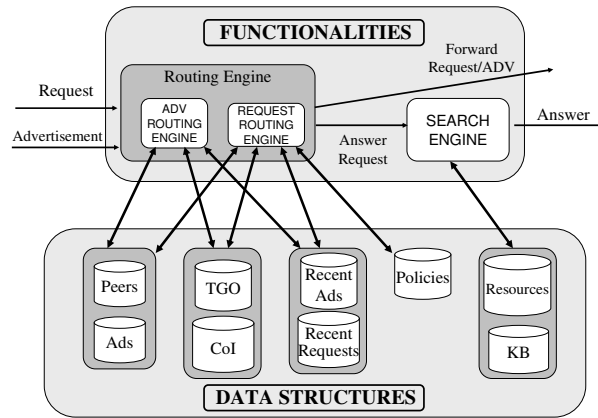 FUNCTIONALITIES
Forward
Request/ADV
Routing Engine
Request
ADV
ROUTING
ENGINE
REQUEST
ROUTING
ENGINE
SEARCH
ENGINE
Answer
Advertisement
Answer
Request
Peers
Ads
TGO
CoI
Recent
Ads
Recent
Requests
Policies
Resources
KB
DATA STRUCTURES